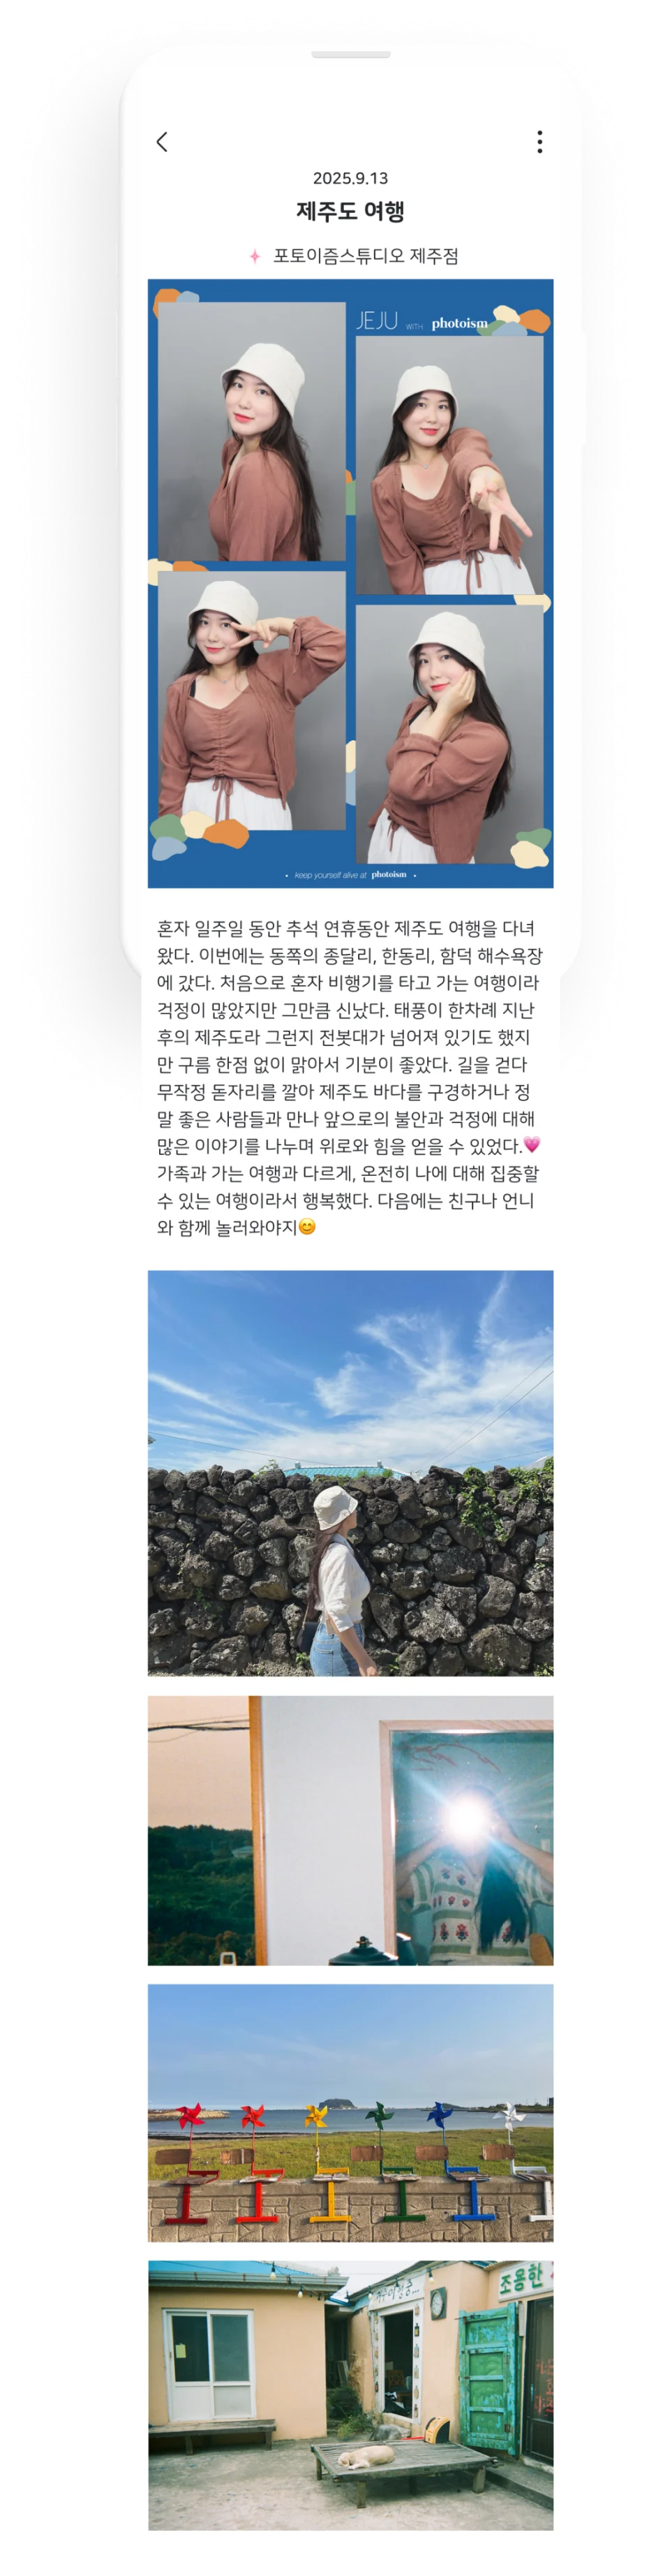 2025.9.13
제주도 여행
포토이즘스튜디오 제주점
JEJU WITH photoism
• keep yourself alive at photoism •
혼자 일주일 동안 추석 연휴동안 제주도 여행을 다녀
왔다. 이번에는 동쪽의 종달리, 한동리, 함덕 해수욕장
에 갔다. 처음으로 혼자 비행기를 타고 가는 여행이라
걱정이 많았지만 그만큼 신났다. 태풍이 한차례 지난
후의 제주도라 그런지 전봇대가 넘어져 있기도 했지
만 구름 한점 없이 맑아서 기분이 좋았다. 길을 걷다
무작정 돋자리를 깔아 제주도 바다를 구경하거나 정
말 좋은 사람들과 만나 앞으로의 불안과 걱정에 대해
많은 이야기를 나누며 위로와 힘을 얻을 수 있었다.💗
가족과 가는 여행과 다르게, 온전히 나에 대해 집중할
수 있는 여행이라서 행복했다. 다음에는 친구나 언니
와 함께 놀러와야지😊
조용한